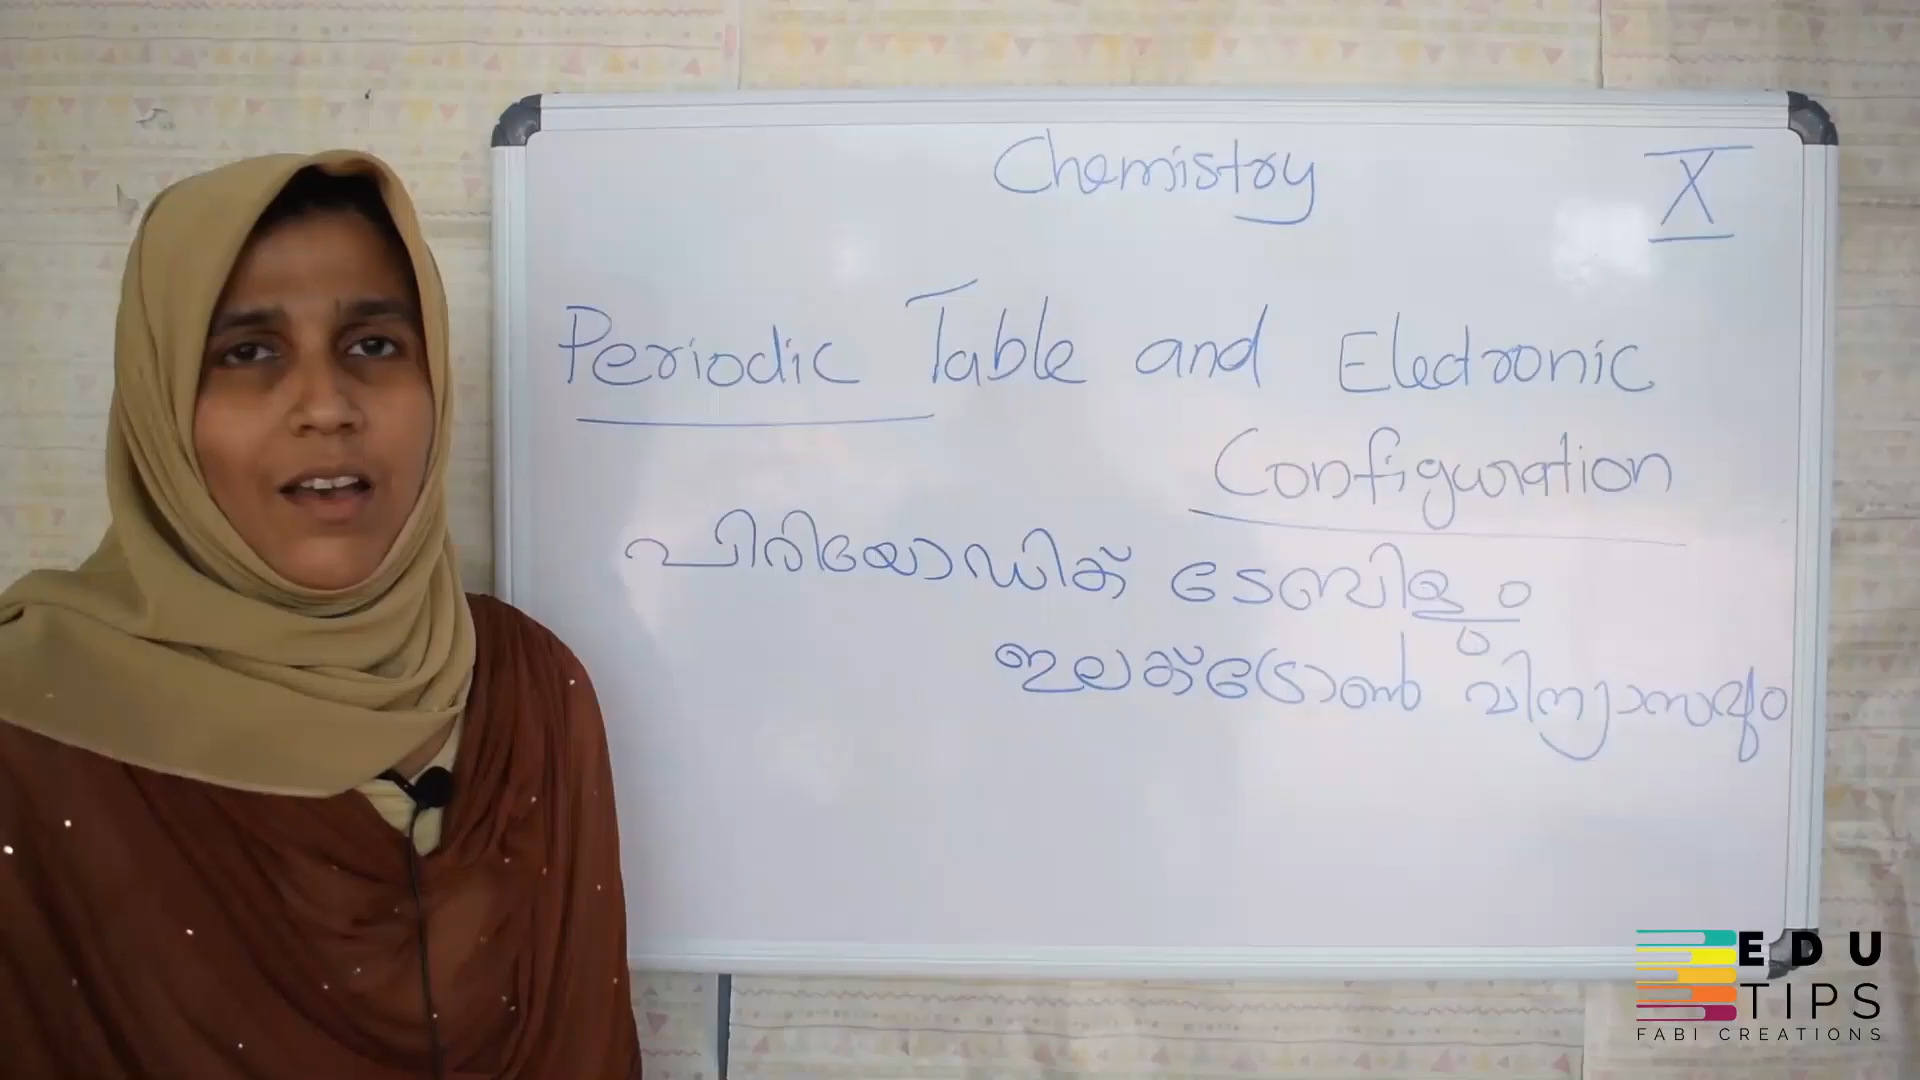 Chemistry
X
Periodic Table and Electronic
Configuration
പിരിയോഡിക് ടേബിളും
ഇലക്ട്രോൺ വിന്യാസവും
EDU
TIPS
FABI CREATIONS